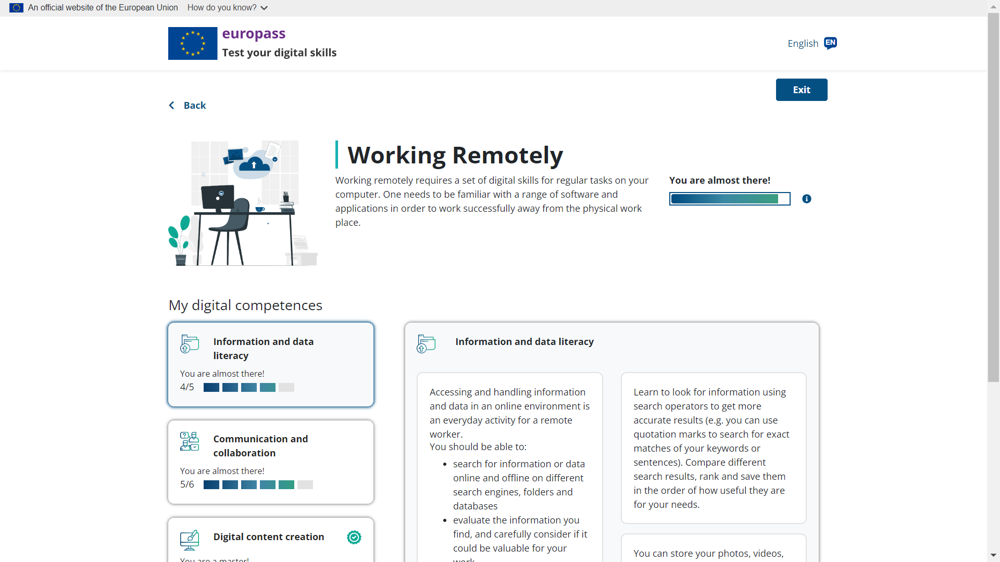 An official website of the European Union How do you know?
europass
Test your digital skills
English EN
Exit
Back
Working Remotely
Working remotely requires a set of digital skills for regular tasks on your
computer. One needs to be familiar with a range of software and
applications in order to work successfully away from the physical work
place.
You are almost there!
My digital competences
Information and data
literacy
You are almost there!
4/5
Communication and
collaboration
You are almost there!
5/6
Digital content creation
You are a master!
Information and data literacy
Accessing and handling information
and data in an online environment is
an everyday activity for a remote
worker.
You should be able to:
• search for information or data
online and offline on different
search engines, folders and
databases
• evaluate the information you
find, and carefully consider if it
could be valuable for your
work
Learn to look for information using
search operators to get more
accurate results (e.g. you can use
quotation marks to search for exact
matches of your keywords or
sentences). Compare different
search results, rank and save them
in the order of how useful they are
for your needs.
You can store your photos, videos,